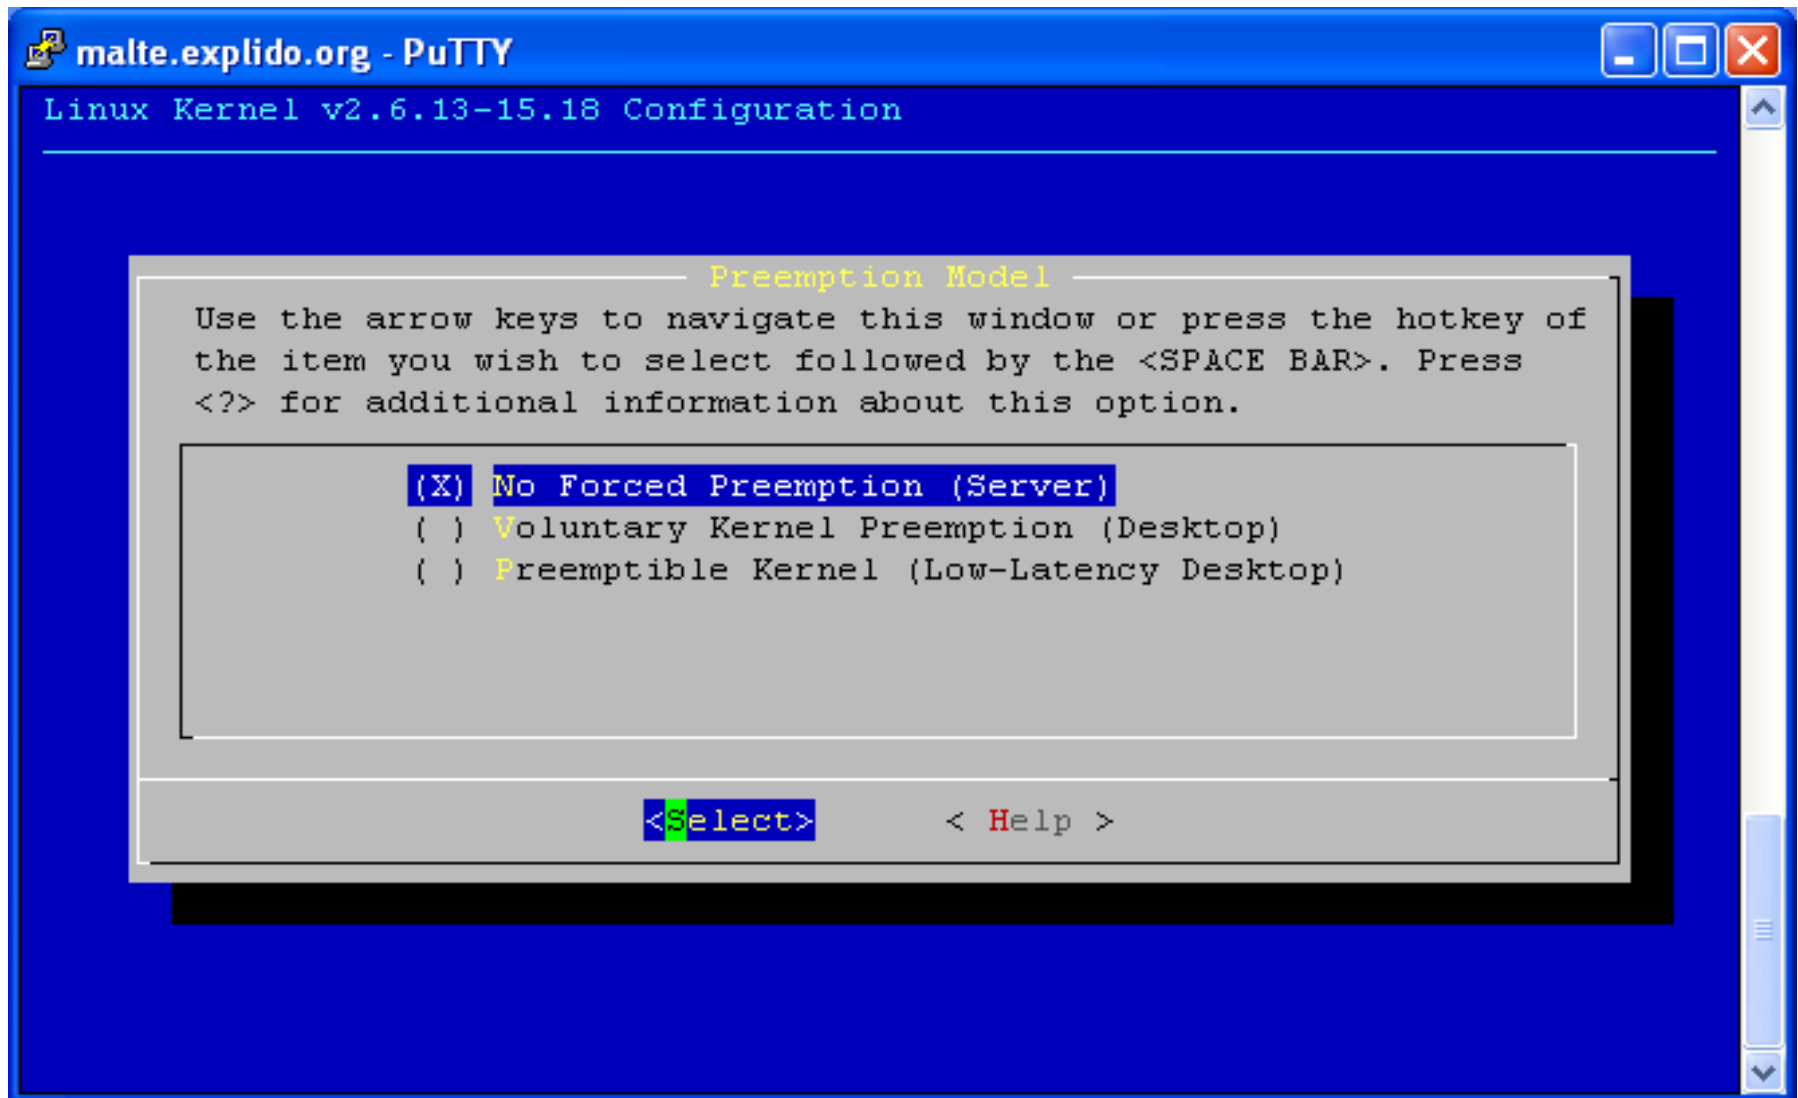 malte.explido.org - PuTTY
Linux Kernel v2.6.13-15.18 Configuration
Preemption Model
Use the arrow keys to navigate this window or press the hotkey of
the item you wish to select followed by the <SPACE BAR>. Press
<?> for additional information about this option.
(X) No Forced Preemption (Server)
( ) Voluntary Kernel Preemption (Desktop)
( ) Preemptible Kernel (Low-Latency Desktop)
<Select> < Help >